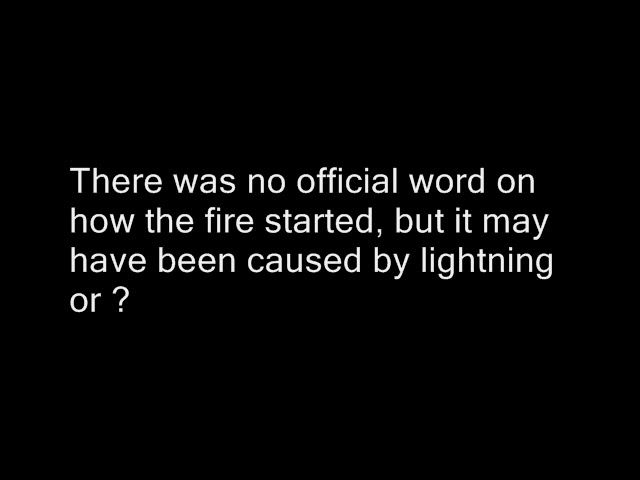 There was no official word on
how the fire started, but it may
have been caused by lightning
or ?